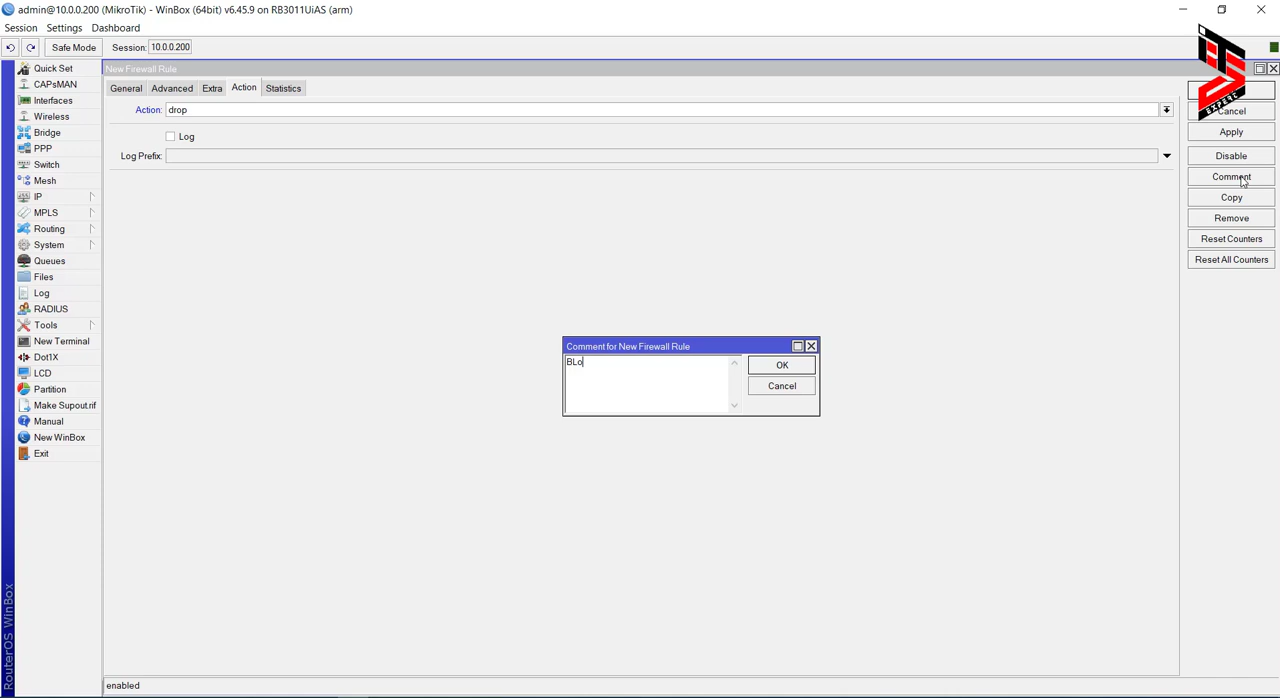 admin@10.0.0.200 (MikroTik) - WinBox (64bit) v6.45.9 on RB3011UiAS (arm)
Session Settings Dashboard
Safe Mode Session: 10.0.0.200
New Firewall Rule
General Advanced Extra Action Statistics
Action: drop
Log
Log Prefix:
Quick Set
CAPsMAN
Interfaces
Wireless
Bridge
PPP
Switch
Mesh
IP
MPLS
Routing
System
Queues
Files
Log
RADIUS
Tools
New Terminal
Dot1X
LCD
Partition
Make Supout.rif
Manual
New WinBox
Exit
RouterOS WinBox
Comment for New Firewall Rule
BLo
OK
Cancel
ITS
EXPERE
Cancel
Apply
Disable
Comment
Copy
Remove
Reset Counters
Reset All Counters
enabled